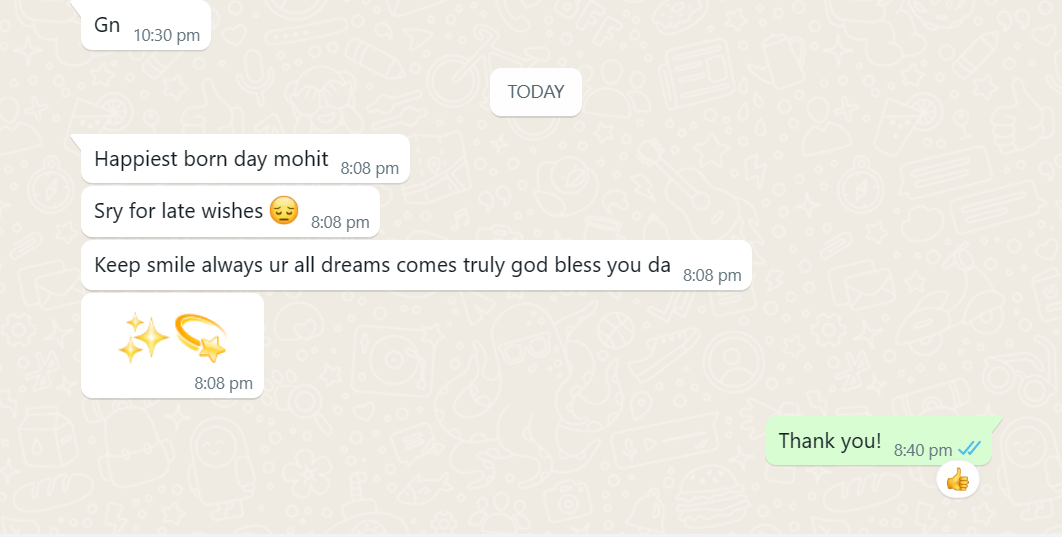 Gn 10:30 pm
TODAY
Happiest born day mohit 8:08 pm
Sry for late wishes 😔 8:08 pm
Keep smile always ur all dreams comes truly god bless you da 8:08 pm
✨💫
8:08 pm
Thank you! 8:40 pm
👍